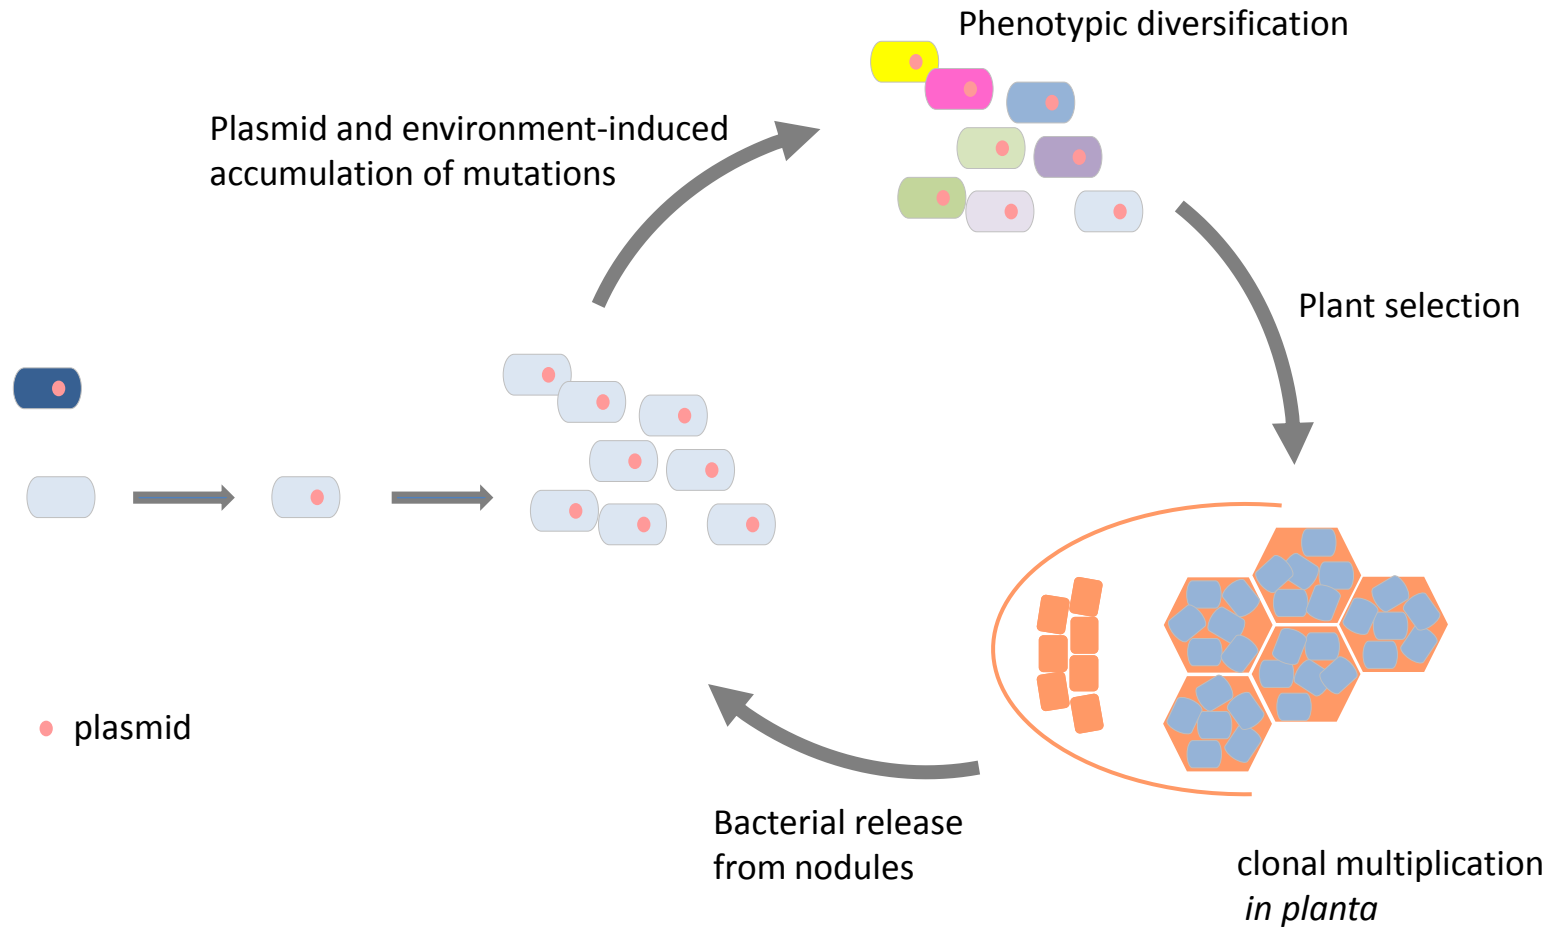 Phenotypic diversification
Plasmid and environment-induced
accumulation of mutations
Plant selection
plasmid
Bacterial release
from nodules
clonal multiplication
in planta